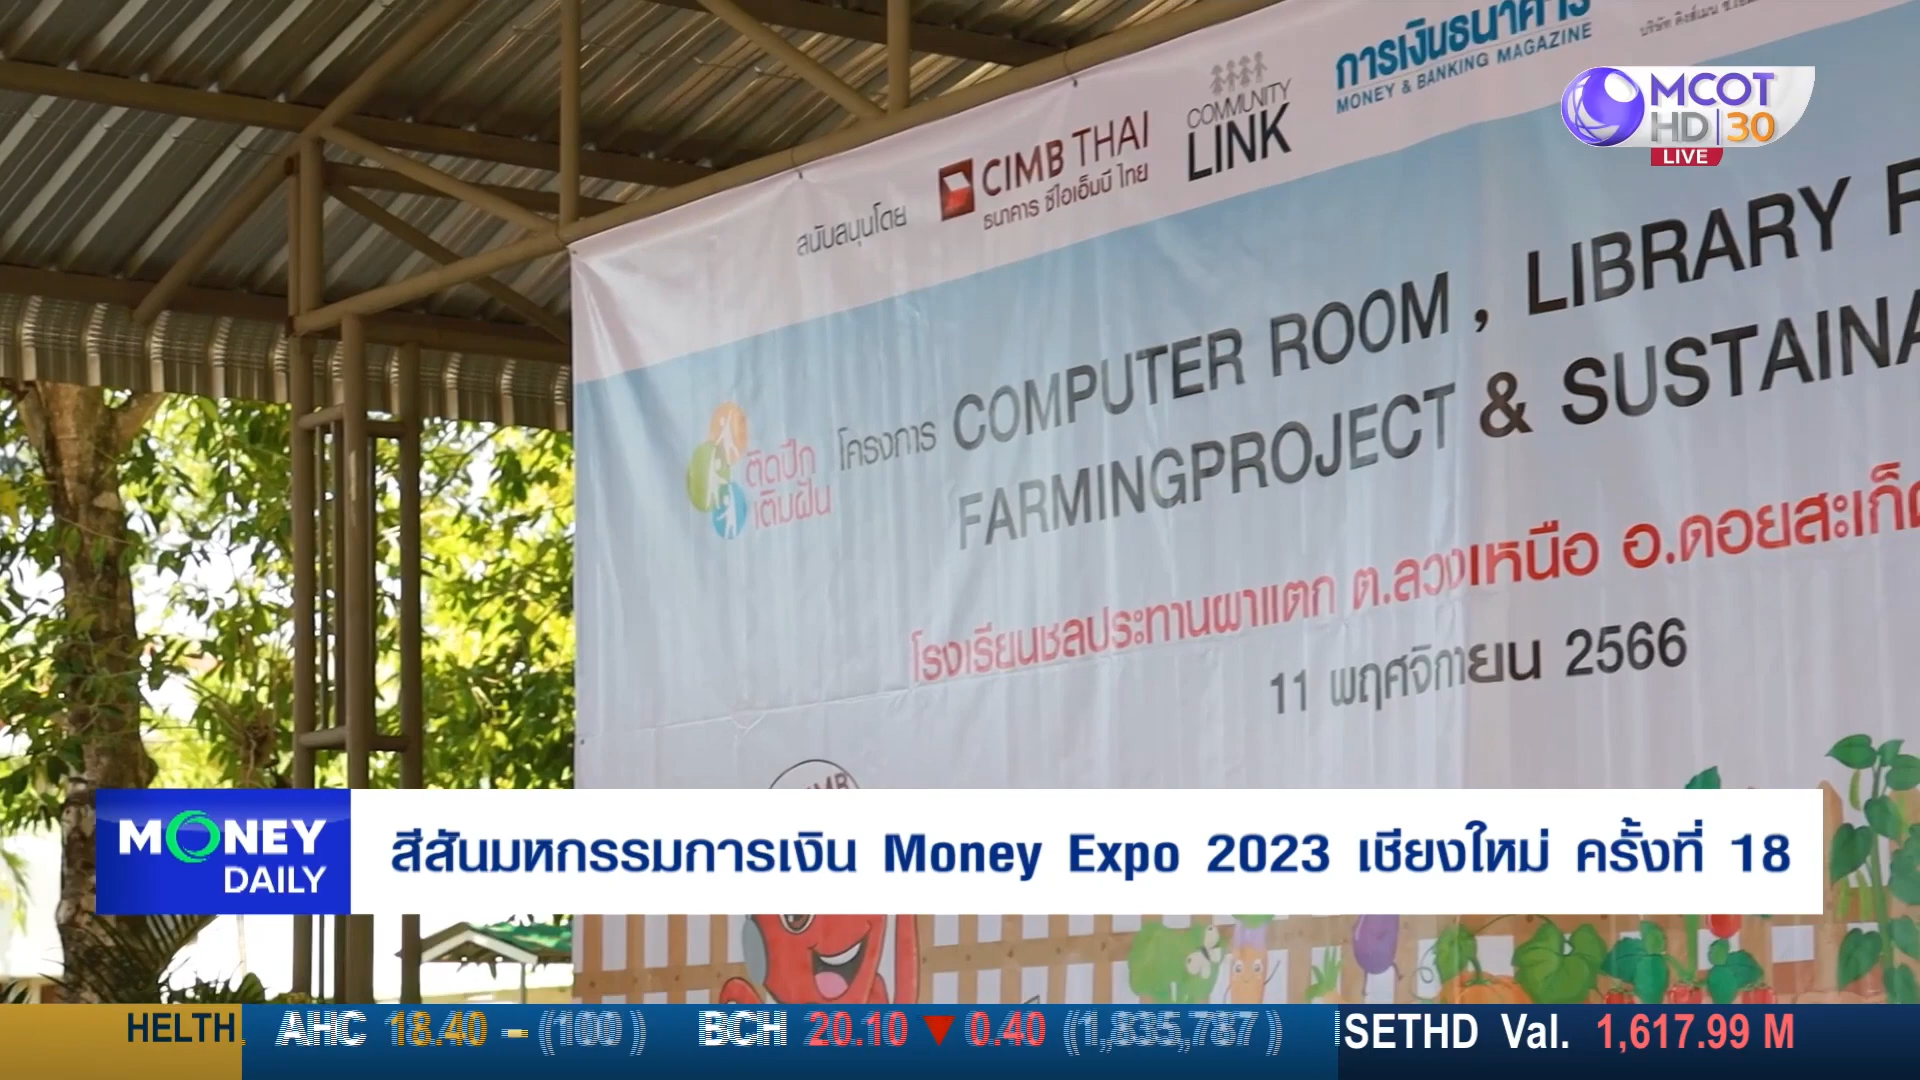 การเงินธนาคาร
MONEY & BANKING MAGAZINE
MCOT
HD 30
LIVE
สนับสนุนโดย
CIMB THAI
ธนาคาร ซีไอเอ็มบี ไทย
COMMUNITY
LINK
ติดปีก
เติมฝัน
โครงการ COMPUTER ROOM , LIBRARY
FARMINGPROJECT & SUSTAINA
โรงเรียนชลประทานผาแตก ต.ลวงเหนือ อ.ดอยสะเก็ด
11 พฤศจิกายน 2566
MONEY
DAILY
สีสันมหกรรมการเงิน Money Expo 2023 เชียงใหม่ ครั้งที่ 18
HELTH AHC 18.40 – (100) BCH 20.10 ▼ 0.40 (1,835,787) SETHD Val. 1,617.99 M